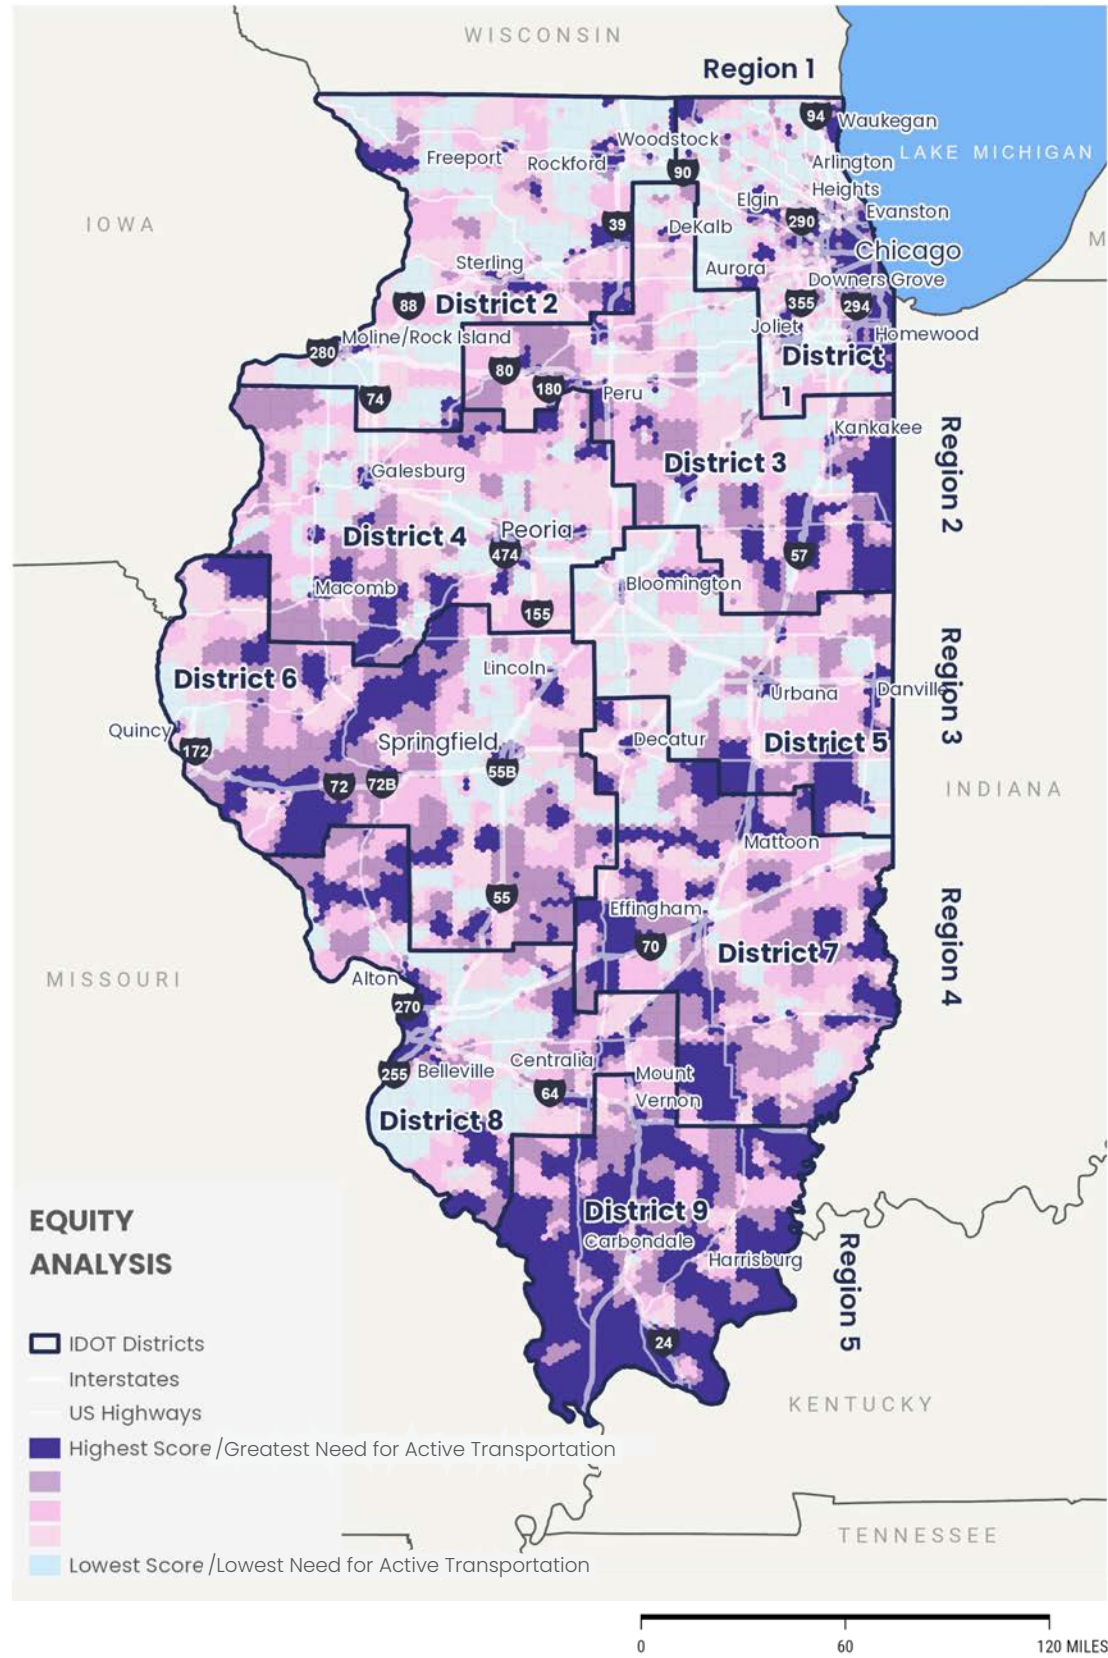 WISCONSIN
Region 1
94
Waukegan
Woodstock
LAKE MICHIGAN
Freeport
Rockford
90
Arlington
Heights
Elgin
Evanston
IOWA
39
DeKalb
290
M
Chicago
Sterling
Aurora
Downers Grove
88
District 2
355
294
Moline/Rock Island
Joliet
Homewood
280
District
1
80
180
74
Peru
Kankakee
Region 2
Galesburg
District 3
District 4
Peoria
474
57
Macomb
Bloomington
155
District 6
Lincoln
Region 3
Urbana
Danville
Quincy
172
Springfield
Decatur
District 5
72
72B
55B
INDIANA
Mattoon
55
Effingham
Region 4
70
District 7
MISSOURI
Alton
270
255
Belleville
Centralia
Mount
Vernon
64
District 8
District 9
Carbondale
Harrisburg
Region 5
24
KENTUCKY
TENNESSEE
EQUITY
ANALYSIS
IDOT Districts
Interstates
US Highways
Highest Score /Greatest Need for Active Transportation
Lowest Score /Lowest Need for Active Transportation
0 60 120 MILES